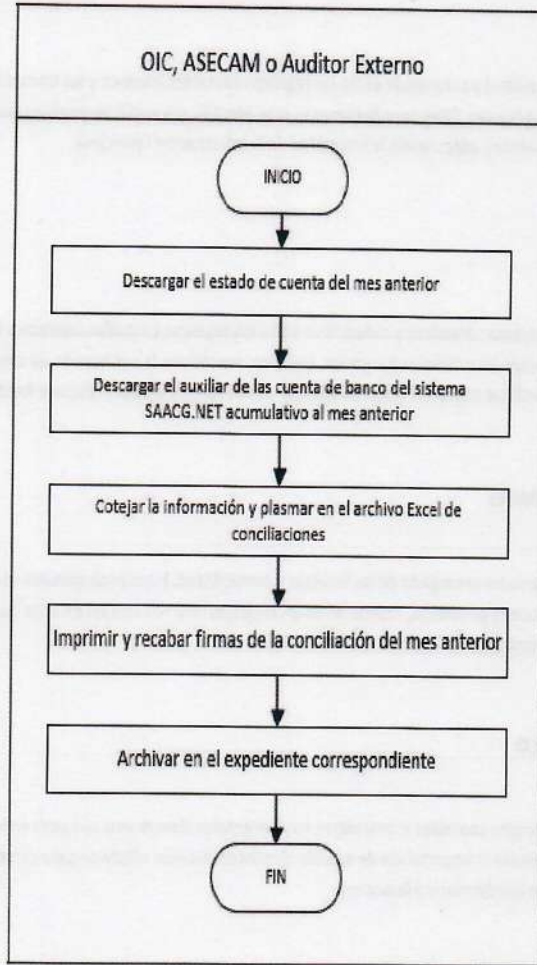 OIC, ASECAM o Auditor Externo
INICIO
Descargar el estado de cuenta del mes anterior
Descargar el auxiliar de las cuenta de banco del sistema
SAACG.NET acumulativo al mes anterior
Cotejar la información y plasmar en el archivo Excel de
conciliaciones
Imprimir y recabar firmas de la conciliación del mes anterior
Archivar en el expediente correspondiente
FIN